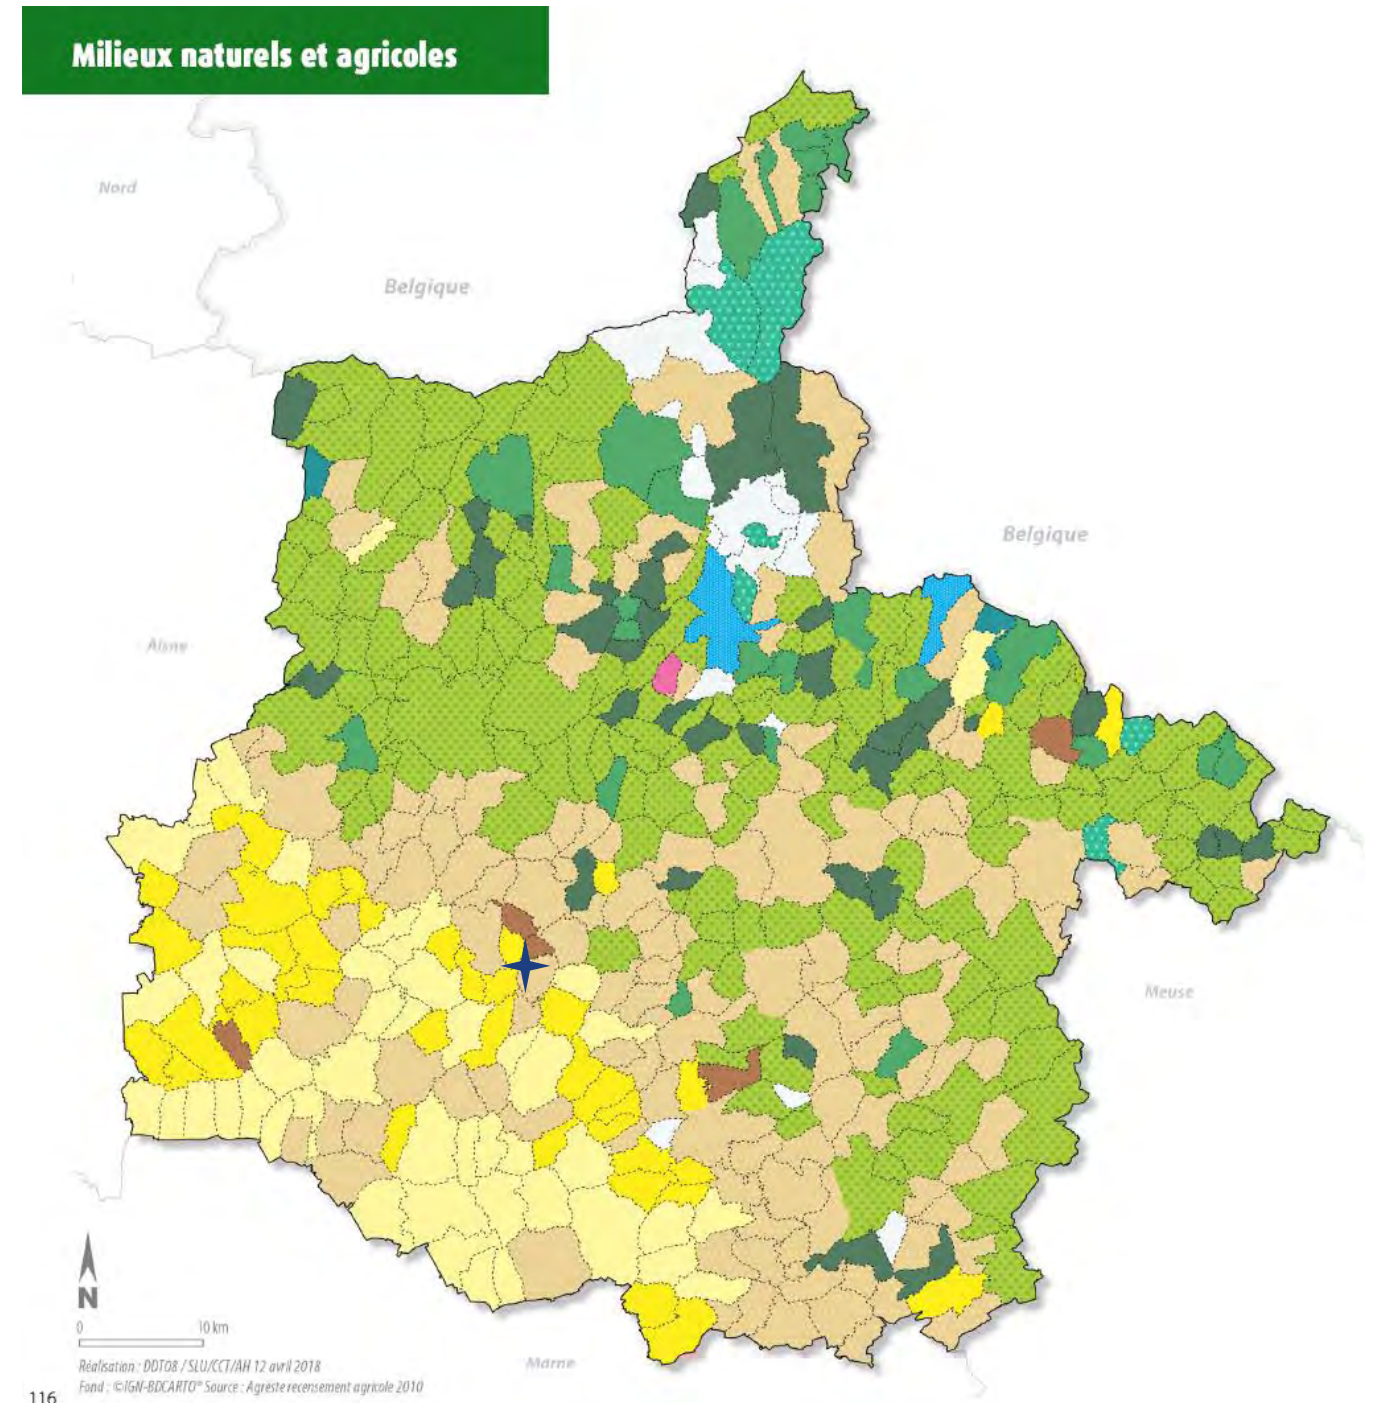 Milieux naturels et agricoles
Nord
Belgique
Belgique
Aisne
Meuse
N
0 10 km
Réalisation : DDT08 / SLU/CCT/AH 12 avril 2018
Marne
Fond : ©IGN-BDCARTO® Source : Agreste recensement agricole 2010
116